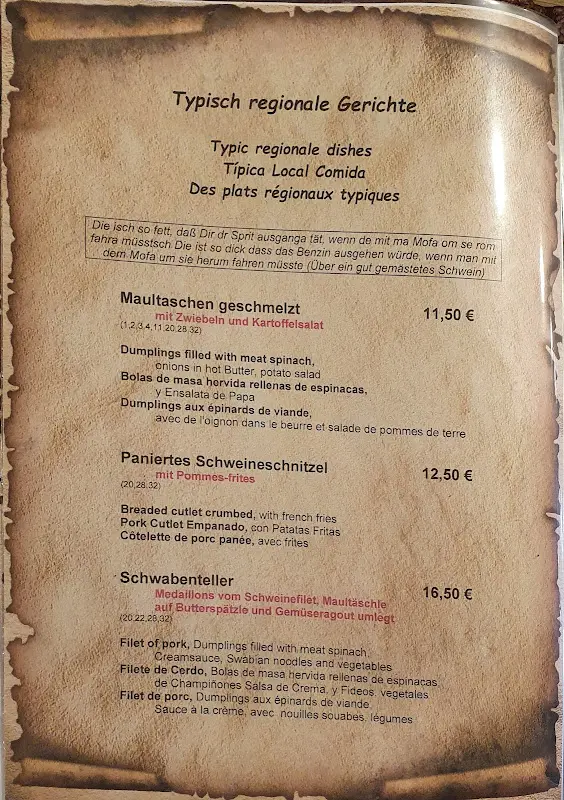 Typisch regionale Gerichte
Typic regionale dishes
Típica Local Comida
Des plats régionaux typiques
Die isch so fett, daß Dir dr Sprit ausganga tät, wenn de mit ma Mofa om se rom
fahra müsstsch Die ist so dick dass das Benzin ausgehen würde, wenn man mit
dem Mofa um sie herum fahren müsste (Über ein gut gemästetes Schwein)
Maultaschen geschmelzt 11,50 €
mit Zwiebeln und Kartoffelsalat
(1,2,3,4,11,20,28,32)
Dumplings filled with meat spinach,
onions in hot Butter, potato salad
Bolas de masa hervida rellenas de espinacas,
y Ensalata de Papa
Dumplings aux épinards de viande,
avec de l'oignon dans le beurre et salade de pommes de terre
Paniertes Schweineschnitzel 12,50 €
mit Pommes-frites
(20,28,32)
Breaded cutlet crumbed, with french fries
Pork Cutlet Empanado, con Patatas Fritas
Côtelette de porc panée, avec frites
Schwabenteller 16,50 €
Medaillons vom Schweinefilet, Maultäschle
auf Butterspätzle und Gemüseragout umlegt
(20,22,28,32)
Filet of pork, Dumplings filled with meat spinach,
Creamsauce, Swabian noodles and vegetables
Filete de Cerdo, Bolas de masa hervida rellenas de espinacas,
de Champiñones Salsa de Crema, y Fideos, vegetales
Filet de porc, Dumplings aux épinards de viande,
Sauce à la crème, avec nouilles souabes, légumes